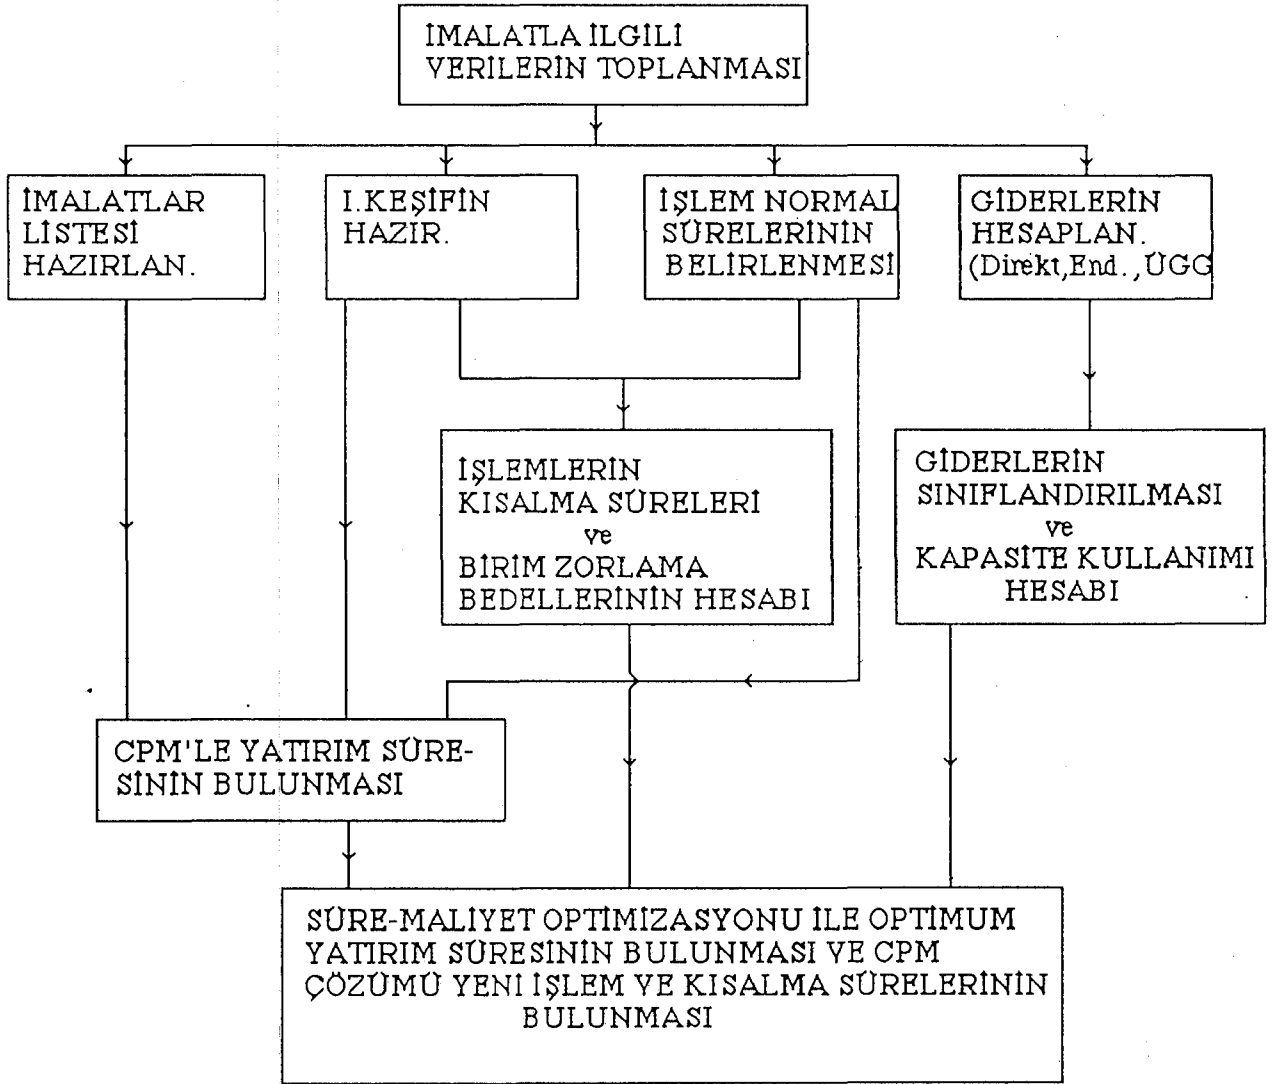 İMALATLA İLGİLİ
VERİLERİN TOPLANMASI
İMALATLAR
LİSTESİ
HAZIRLAN.
I.KEŞİFİN
HAZIR.
İŞLEM NORMAL
SÜRELERİNİN
BELİRLENMESİ
GİDERLERİN
HESAPLAN.
(Direkt,End.,ÜGG
İŞLEMLERİN
KISALMA SÜRELERİ
ve
BİRİM ZORLAMA
BEDELLERİNİN HESABI
GİDERLERİN
SINIFLANDIRILMASI
ve
KAPASİTE KULLANIMI
HESABI
CPM'LE YATIRIM SÜRE-
SİNİN BULUNMASI
SÜRE-MALİYET OPTİMİZASYONU İLE OPTİMUM
YATIRIM SÜRESİNİN BULUNMASI VE CPM
ÇÖZÜMÜ YENİ İŞLEM VE KISALMA SÜRELERİNİN
BULUNMASI